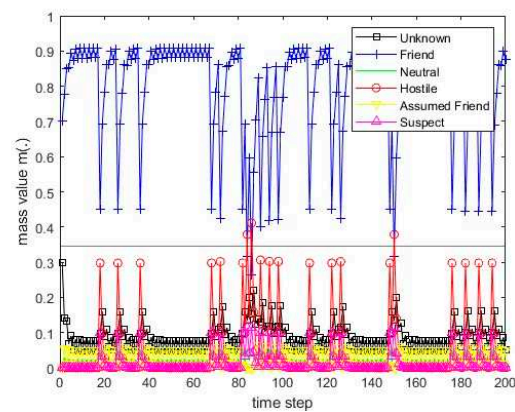 1
0.9
0.8
0.7
0.6
0.5
0.4
0.3
0.2
0.1
0
0 20 40 60 80 100 120 140 160 180 200
mass value m(.)
time step
Unknown
Friend
Neutral
Hostile
Assumed Friend
Suspect